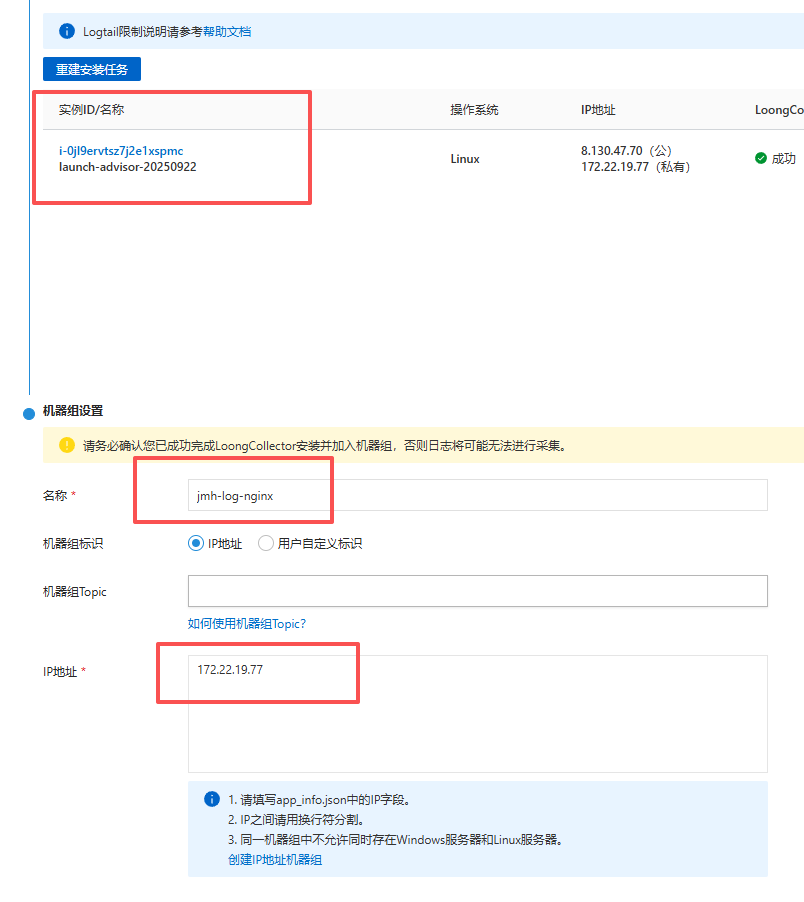 Logtail限制说明请参考帮助文档
重建安装任务
实例ID/名称 操作系统 IP地址 LoongCo
i-0jl9ervtsz7j2e1xspmc
launch-advisor-20250922
Linux
8.130.47.70（公）
172.22.19.77（私有）
成功
机器组设置
请务必确认您已成功完成LoongCollector安装并加入机器组，否则日志将可能无法进行采集。
名称 * jmh-log-nginx
机器组标识 IP地址 用户自定义标识
机器组Topic
如何使用机器组Topic?
IP地址 * 172.22.19.77
1. 请填写app_info.json中的IP字段。
2. IP之间请用换行符分割。
3. 同一机器组中不允许同时存在Windows服务器和Linux服务器。
创建IP地址机器组